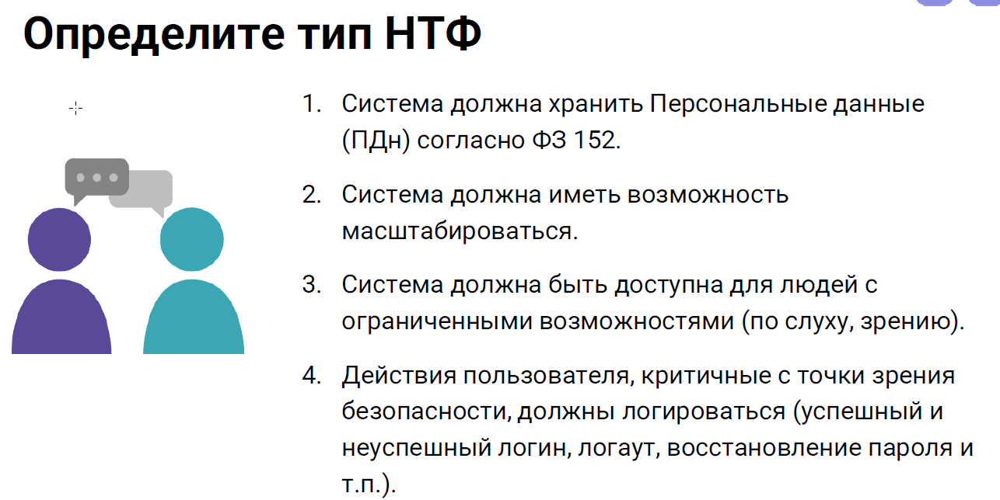 Определите тип НТФ
1. Система должна хранить Персональные данные
(ПДн) согласно ФЗ 152.
2. Система должна иметь возможность
масштабироваться.
3. Система должна быть доступна для людей с
ограниченными возможностями (по слуху, зрению).
4. Действия пользователя, критичные с точки зрения
безопасности, должны логироваться (успешный и
неуспешный логин, логаут, восстановление пароля и
т.п.).